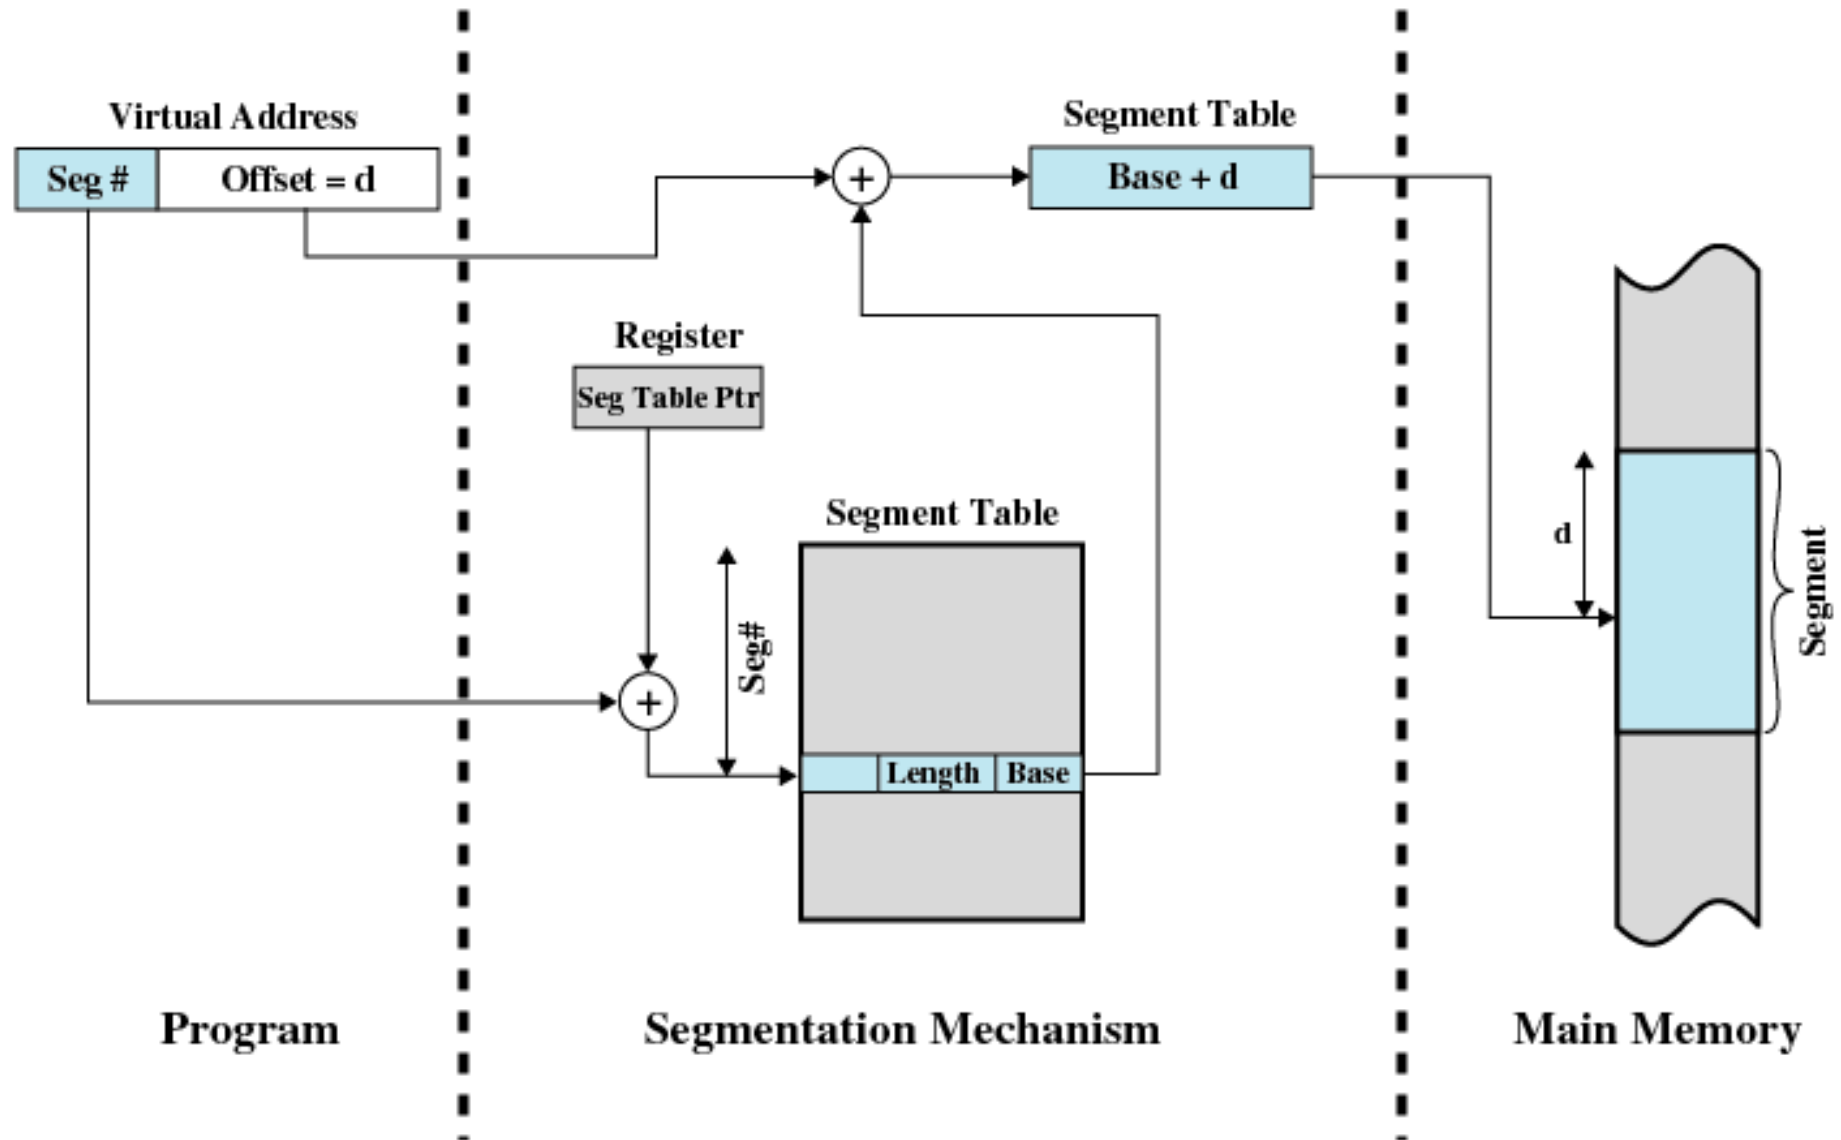 Virtual Address
Seg #
Offset = d
Segment Table
+
Base + d
Register
Seg Table Ptr
Segment Table
Seg#
+
Length
Base
d
Segment
Program
Segmentation Mechanism
Main Memory